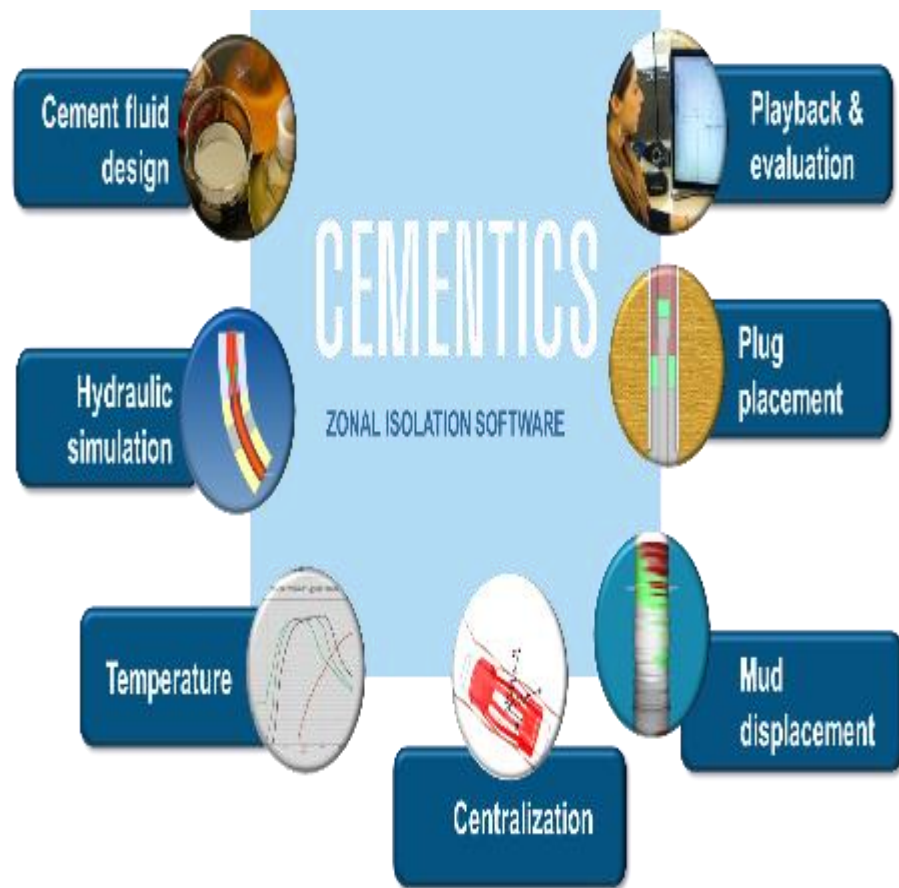 Cement fluid
design
Playback &
evaluation
CEMENTICS
ZONAL ISOLATION SOFTWARE
Hydraulic
simulation
Plug
placement
Temperature
Mud
displacement
Centralization